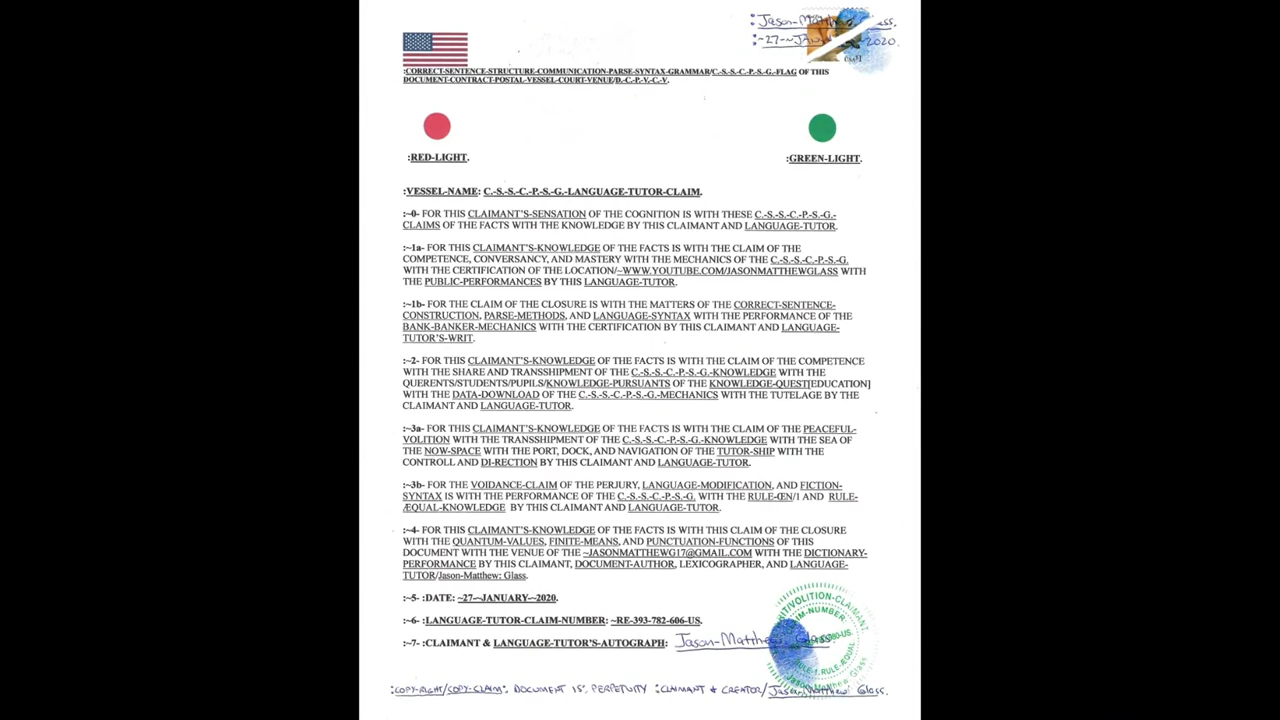 :Jason-Matthew: Glass.
:~27-~JANUARY-~2020.
:CORRECT-SENTENCE-STRUCTURE-COMMUNICATION-PARSE-SYNTAX-GRAMMAR/C.-S.-S.-C.-P.-S.-G.-FLAG OF THIS
DOCUMENT-CONTRACT-POSTAL-VESSEL-COURT-VENUE/D.-C.-P.-V.-C.-V.
:RED-LIGHT.
:GREEN-LIGHT.
:VESSEL-NAME: C.-S.-S.-C.-P.-S.-G.-LANGUAGE-TUTOR-CLAIM.
:~0- FOR THIS CLAIMANT'S-SENSATION OF THE COGNITION IS WITH THESE C.-S.-S.-C.-P.-S.-G.-
CLAIMS OF THE FACTS WITH THE KNOWLEDGE BY THIS CLAIMANT AND LANGUAGE-TUTOR.
:~1a- FOR THIS CLAIMANT'S-KNOWLEDGE OF THE FACTS IS WITH THE CLAIM OF THE
COMPETENCE, CONVERSANCY, AND MASTERY WITH THE MECHANICS OF THE C.-S.-S.-C.-P.-S.-G.
WITH THE CERTIFICATION OF THE LOCATION/~WWW.YOUTUBE.COM/JASONMATTHEWGLASS WITH
THE PUBLIC-PERFORMANCES BY THIS LANGUAGE-TUTOR.
:~1b- FOR THE CLAIM OF THE CLOSURE IS WITH THE MATTERS OF THE CORRECT-SENTENCE-
CONSTRUCTION, PARSE-METHODS, AND LANGUAGE-SYNTAX WITH THE PERFORMANCE OF THE
BANK-BANKER-MECHANICS WITH THE CERTIFICATION BY THIS CLAIMANT AND LANGUAGE-
TUTOR'S-WRIT.
:~2- FOR THIS CLAIMANT'S-KNOWLEDGE OF THE FACTS IS WITH THE CLAIM OF THE COMPETENCE
WITH THE SHARE AND TRANSSHIPMENT OF THE C.-S.-S.-C.-P.-S.-G.-KNOWLEDGE WITH THE
QUERENTS/STUDENTS/PUPILS/KNOWLEDGE-PURSUANTS OF THE KNOWLEDGE-QUEST[EDUCATION]
WITH THE DATA-DOWNLOAD OF THE C.-S.-S.-C.-P.-S.-G.-MECHANICS WITH THE TUTELAGE BY THE
CLAIMANT AND LANGUAGE-TUTOR.
:~3a- FOR THIS CLAIMANT'S-KNOWLEDGE OF THE FACTS IS WITH THE CLAIM OF THE PEACEFUL-
VOLITION WITH THE TRANSSHIPMENT OF THE C.-S.-S.-C.-P.-S.-G.-KNOWLEDGE WITH THE SEA OF
THE NOW-SPACE WITH THE PORT, DOCK, AND NAVIGATION OF THE TUTOR-SHIP WITH THE
CONTROLL AND DI-RECTION BY THIS CLAIMANT AND LANGUAGE-TUTOR.
:~3b- FOR THE VOIDANCE-CLAIM OF THE PERJURY, LANGUAGE-MODIFICATION, AND FICTION-
SYNTAX IS WITH THE PERFORMANCE OF THE C.-S.-S.-C.-P.-S.-G. WITH THE RULE-ŒN/1 AND RULE-
ÆQUAL-KNOWLEDGE BY THIS CLAIMANT AND LANGUAGE-TUTOR.
:~4- FOR THIS CLAIMANT'S-KNOWLEDGE OF THE FACTS IS WITH THIS CLAIM OF THE CLOSURE
WITH THE QUANTUM-VALUES, FINITE-MEANS, AND PUNCTUATION-FUNCTIONS OF THIS
DOCUMENT WITH THE VENUE OF THE ~JASONMATTHEWG17@GMAIL.COM WITH THE DICTIONARY-
PERFORMANCE BY THIS CLAIMANT, DOCUMENT-AUTHOR, LEXICOGRAPHER, AND LANGUAGE-
TUTOR/Jason-Matthew: Glass.
:~5- :DATE: ~27-~JANUARY-~2020.
:~6- :LANGUAGE-TUTOR-CLAIM-NUMBER: ~RE-393-782-606-US.
:~7- :CLAIMANT & LANGUAGE-TUTOR'S-AUTOGRAPH: Jason-Matthew: Glass.
:COPY-RIGHT/COPY-CLAIM: DOCUMENT IS PERPETUITY :CLAIMANT & CREATOR/Jason-Matthew: Glass.